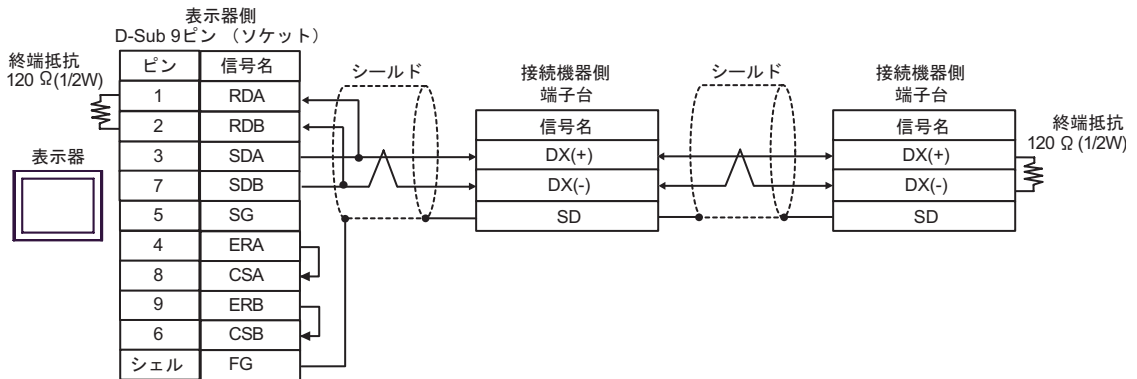 表示器側
D-Sub 9ピン （ソケット）
終端抵抗
120 Ω(1/2W)
表示器
ピン 信号名
1 RDA
2 RDB
3 SDA
7 SDB
5 SG
4 ERA
8 CSA
9 ERB
6 CSB
シェル FG
シールド
接続機器側
端子台
信号名
DX(+)
DX(-)
SD
シールド
接続機器側
端子台
信号名
DX(+)
DX(-)
SD
終端抵抗
120 Ω (1/2W)